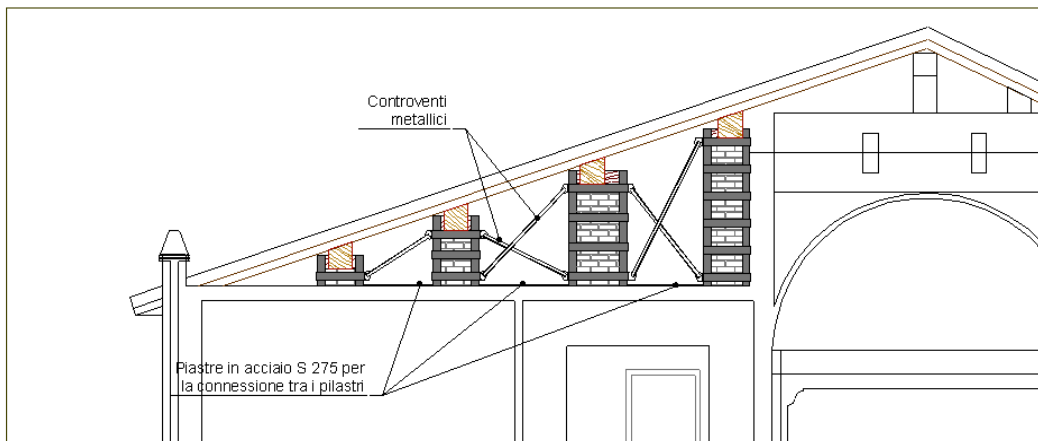 Controventi
metallici
Piastre in acciaio S 275 per
la connessione tra i pilastri